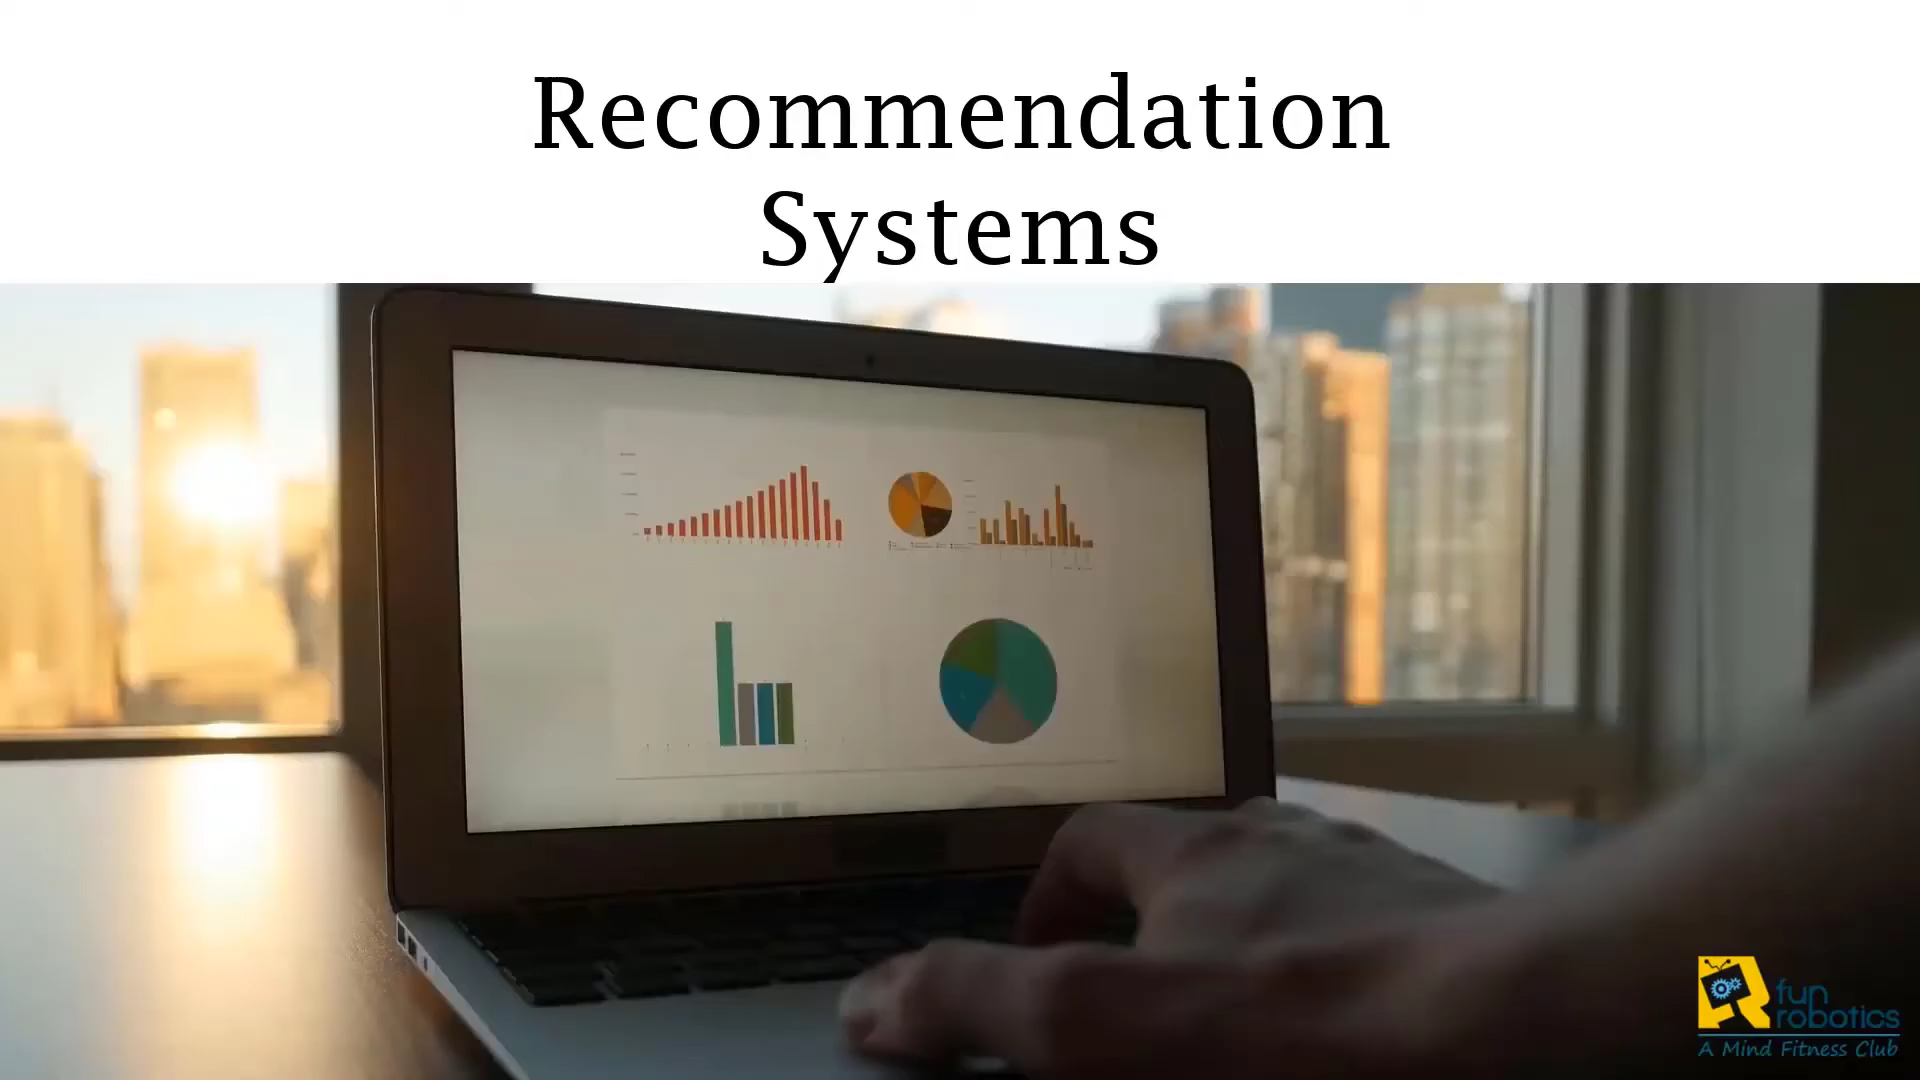 Recommendation
Systems
fun
robotics
A Mind Fitness Club